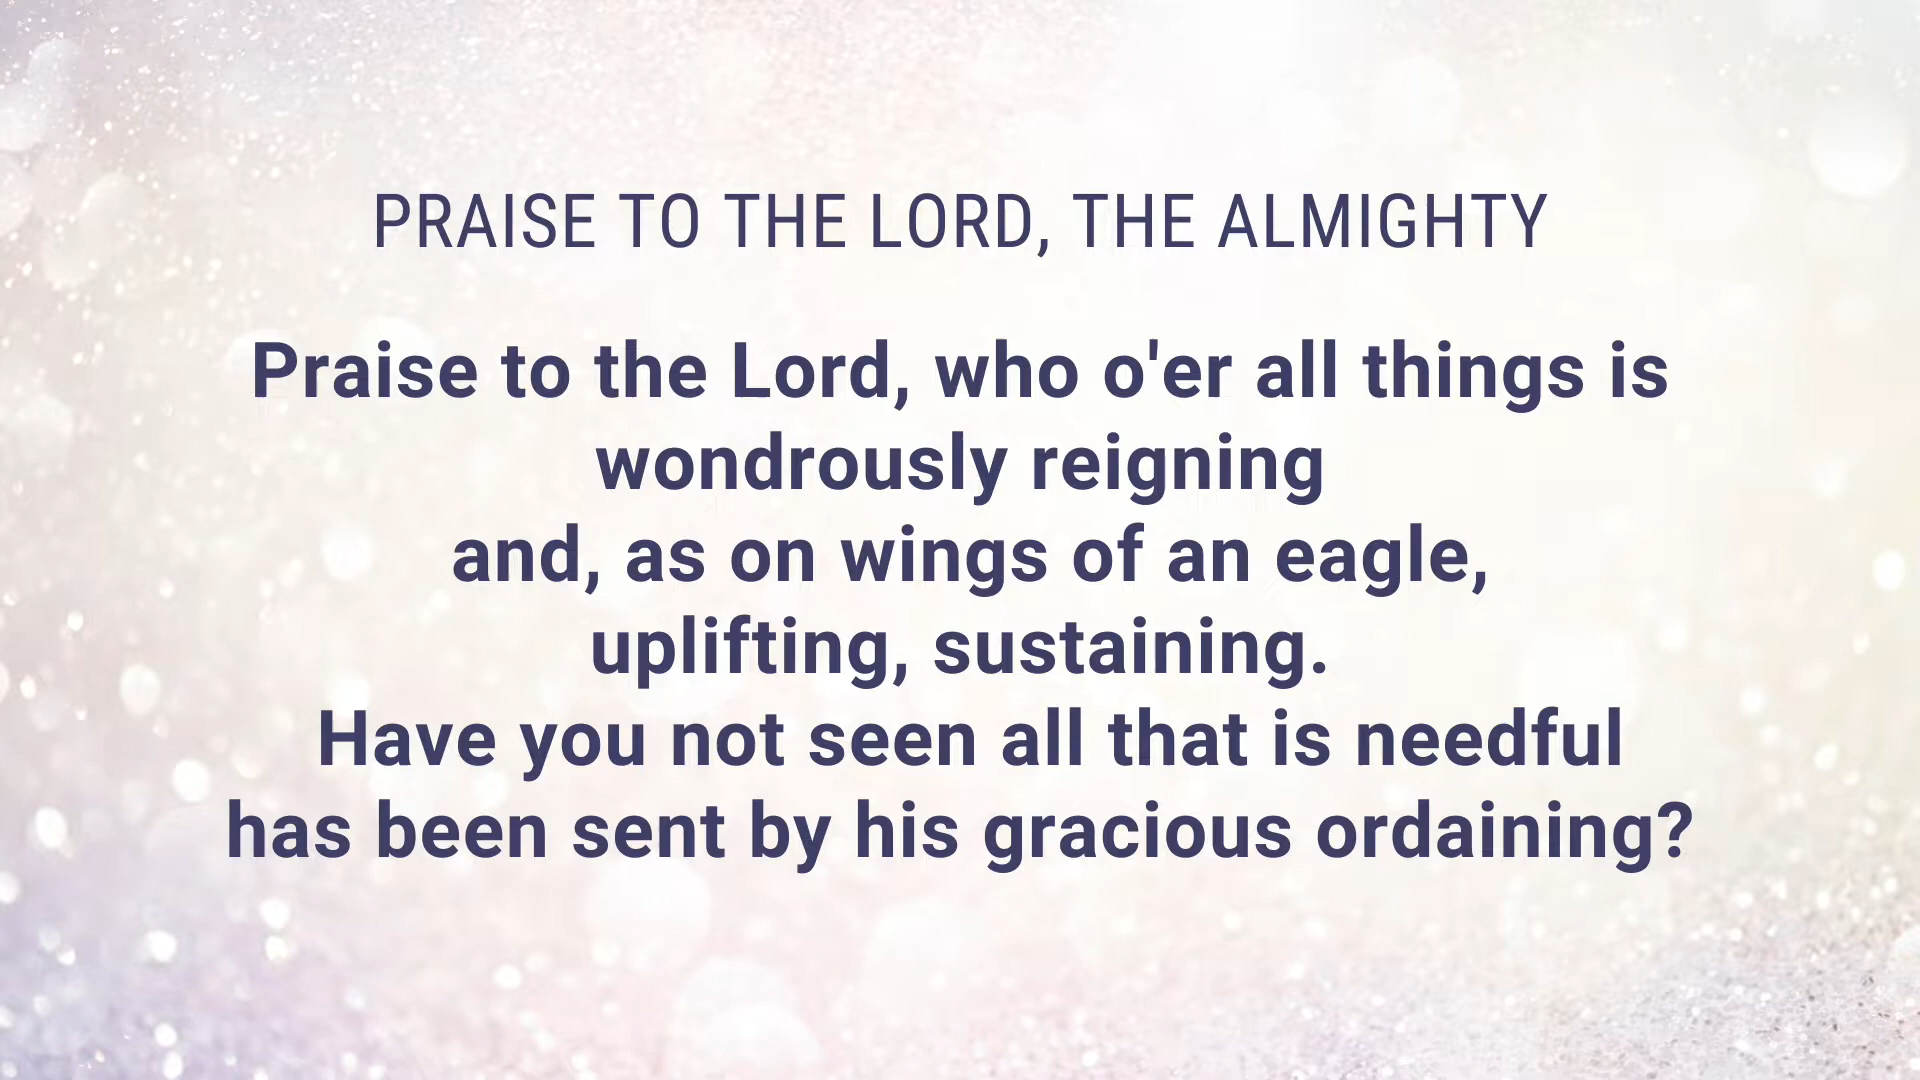 PRAISE TO THE LORD, THE ALMIGHTY
Praise to the Lord, who o'er all things is
wondrously reigning
and, as on wings of an eagle,
uplifting, sustaining.
Have you not seen all that is needful
has been sent by his gracious ordaining?